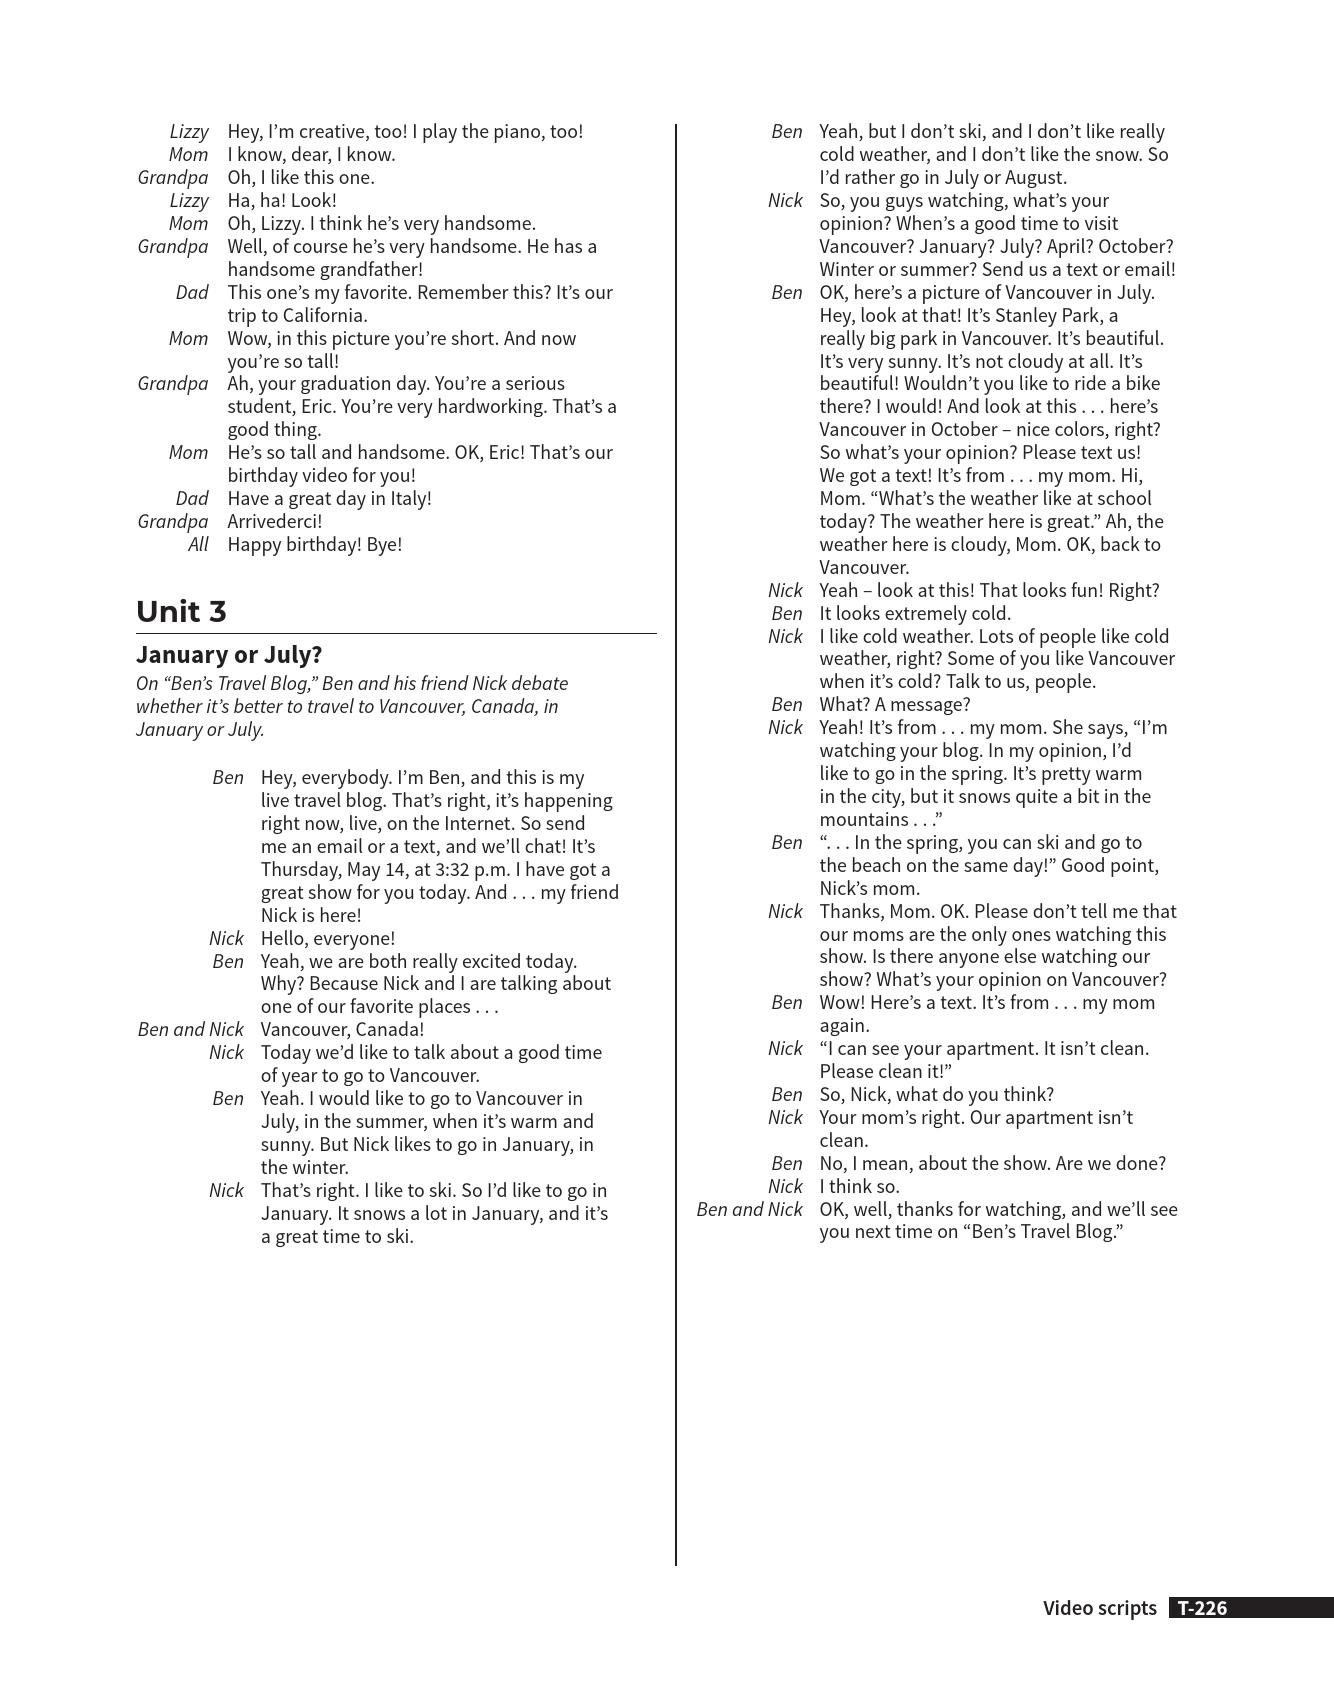 Lizzy Hey, I’m creative, too! I play the piano, too!
Mom I know, dear, I know.
Grandpa Oh, I like this one.
Lizzy Ha, ha! Look!
Mom Oh, Lizzy. I think he’s very handsome.
Grandpa Well, of course he’s very handsome. He has a
handsome grandfather!
Dad This one’s my favorite. Remember this? It’s our
trip to California.
Mom Wow, in this picture you’re short. And now
you’re so tall!
Grandpa Ah, your graduation day. You’re a serious
student, Eric. You’re very hardworking. That’s a
good thing.
Mom He’s so tall and handsome. OK, Eric! That’s our
birthday video for you!
Dad Have a great day in Italy!
Grandpa Arrivederci!
All Happy birthday! Bye!
Unit 3
January or July?
On “Ben’s Travel Blog,” Ben and his friend Nick debate
whether it’s better to travel to Vancouver, Canada, in
January or July.
Ben Hey, everybody. I’m Ben, and this is my
live travel blog. That’s right, it’s happening
right now, live, on the Internet. So send
me an email or a text, and we’ll chat! It’s
Thursday, May 14, at 3:32 p.m. I have got a
great show for you today. And . . . my friend
Nick is here!
Nick Hello, everyone!
Ben Yeah, we are both really excited today.
Why? Because Nick and I are talking about
one of our favorite places . . .
Ben and Nick Vancouver, Canada!
Nick Today we’d like to talk about a good time
of year to go to Vancouver.
Ben Yeah. I would like to go to Vancouver in
July, in the summer, when it’s warm and
sunny. But Nick likes to go in January, in
the winter.
Nick That’s right. I like to ski. So I’d like to go in
January. It snows a lot in January, and it’s
a great time to ski.
Ben Yeah, but I don’t ski, and I don’t like really
cold weather, and I don’t like the snow. So
I’d rather go in July or August.
Nick So, you guys watching, what’s your
opinion? When’s a good time to visit
Vancouver? January? July? April? October?
Winter or summer? Send us a text or email!
Ben OK, here’s a picture of Vancouver in July.
Hey, look at that! It’s Stanley Park, a
really big park in Vancouver. It’s beautiful.
It’s very sunny. It’s not cloudy at all. It’s
beautiful! Wouldn’t you like to ride a bike
there? I would! And look at this . . . here’s
Vancouver in October – nice colors, right?
So what’s your opinion? Please text us!
We got a text! It’s from . . . my mom. Hi,
Mom. “What’s the weather like at school
today? The weather here is great.” Ah, the
weather here is cloudy, Mom. OK, back to
Vancouver.
Nick Yeah – look at this! That looks fun! Right?
Ben It looks extremely cold.
Nick I like cold weather. Lots of people like cold
weather, right? Some of you like Vancouver
when it’s cold? Talk to us, people.
Ben What? A message?
Nick Yeah! It’s from . . . my mom. She says, “I’m
watching your blog. In my opinion, I’d
like to go in the spring. It’s pretty warm
in the city, but it snows quite a bit in the
mountains . . .”
Ben “. . . In the spring, you can ski and go to
the beach on the same day!” Good point,
Nick’s mom.
Nick Thanks, Mom. OK. Please don’t tell me that
our moms are the only ones watching this
show. Is there anyone else watching our
show? What’s your opinion on Vancouver?
Ben Wow! Here’s a text. It’s from . . . my mom
again.
Nick “I can see your apartment. It isn’t clean.
Please clean it!”
Ben So, Nick, what do you think?
Nick Your mom’s right. Our apartment isn’t
clean.
Ben No, I mean, about the show. Are we done?
Nick I think so.
Ben and Nick OK, well, thanks for watching, and we’ll see
you next time on “Ben’s Travel Blog.”
Video scripts T-226